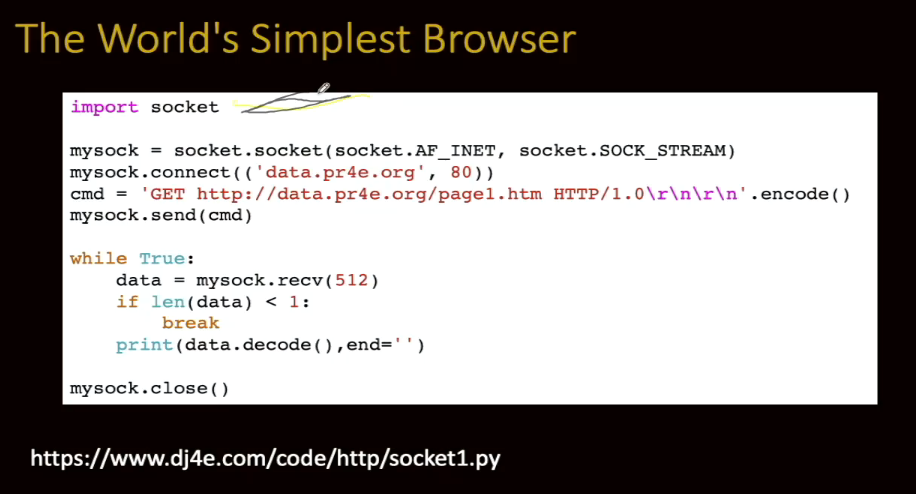 The World's Simplest Browser
import socket
mysock = socket.socket(socket.AF_INET, socket.SOCK_STREAM)
mysock.connect(('data.pr4e.org', 80))
cmd = 'GET http://data.pr4e.org/page1.htm HTTP/1.0\r\n\r\n'.encode()
mysock.send(cmd)
while True:
    data = mysock.recv(512)
    if len(data) < 1:
        break
    print(data.decode(),end='')
mysock.close()
https://www.dj4e.com/code/http/socket1.py